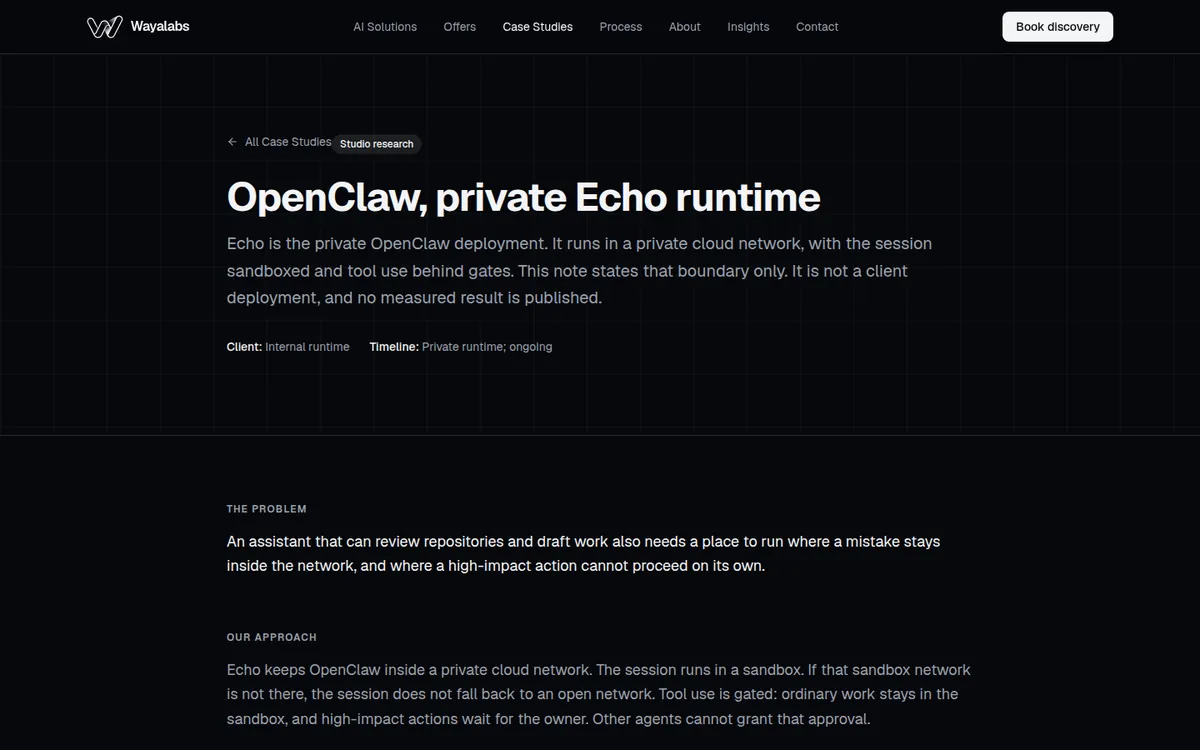 Wayalabs
AI Solutions
Offers
Case Studies
Process
About
Insights
Contact
Book discovery
← All Case Studies
Studio research
OpenClaw, private Echo runtime
Echo is the private OpenClaw deployment. It runs in a private cloud network, with the session
sandboxed and tool use behind gates. This note states that boundary only. It is not a client
deployment, and no measured result is published.
Client: Internal runtime
Timeline: Private runtime; ongoing
THE PROBLEM
An assistant that can review repositories and draft work also needs a place to run where a mistake stays
inside the network, and where a high-impact action cannot proceed on its own.
OUR APPROACH
Echo keeps OpenClaw inside a private cloud network. The session runs in a sandbox. If that sandbox network
is not there, the session does not fall back to an open network. Tool use is gated: ordinary work stays in the
sandbox, and high-impact actions wait for the owner. Other agents cannot grant that approval.